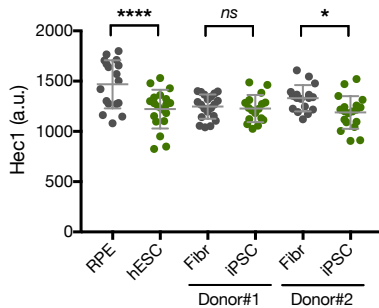 **** ns *
2000
1500
1000
500
0
Hec1 (a.u.)
RPE hESC Fibr iPSC Fibr iPSC
Donor#1 Donor#2